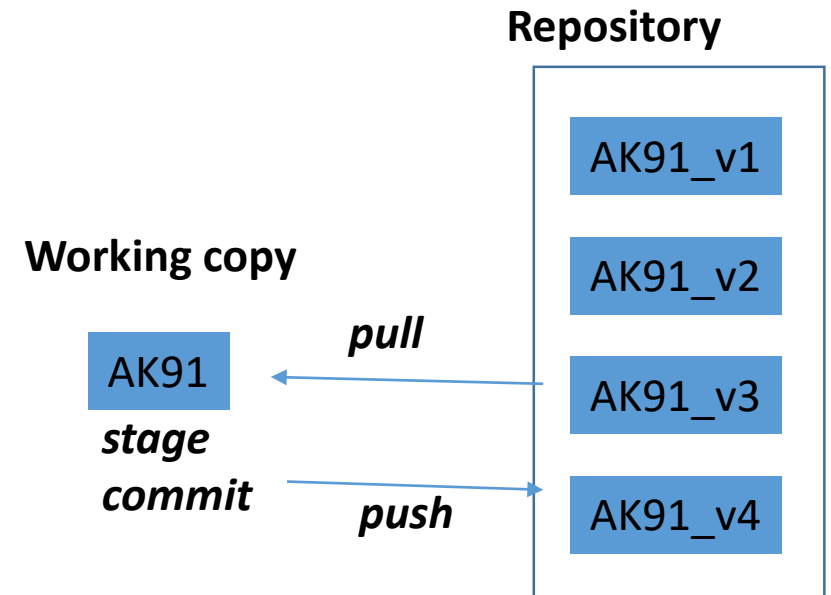 Repository
AK91_v1
Working copy
AK91_v2
pull
AK91
AK91_v3
stage
commit
push
AK91_v4